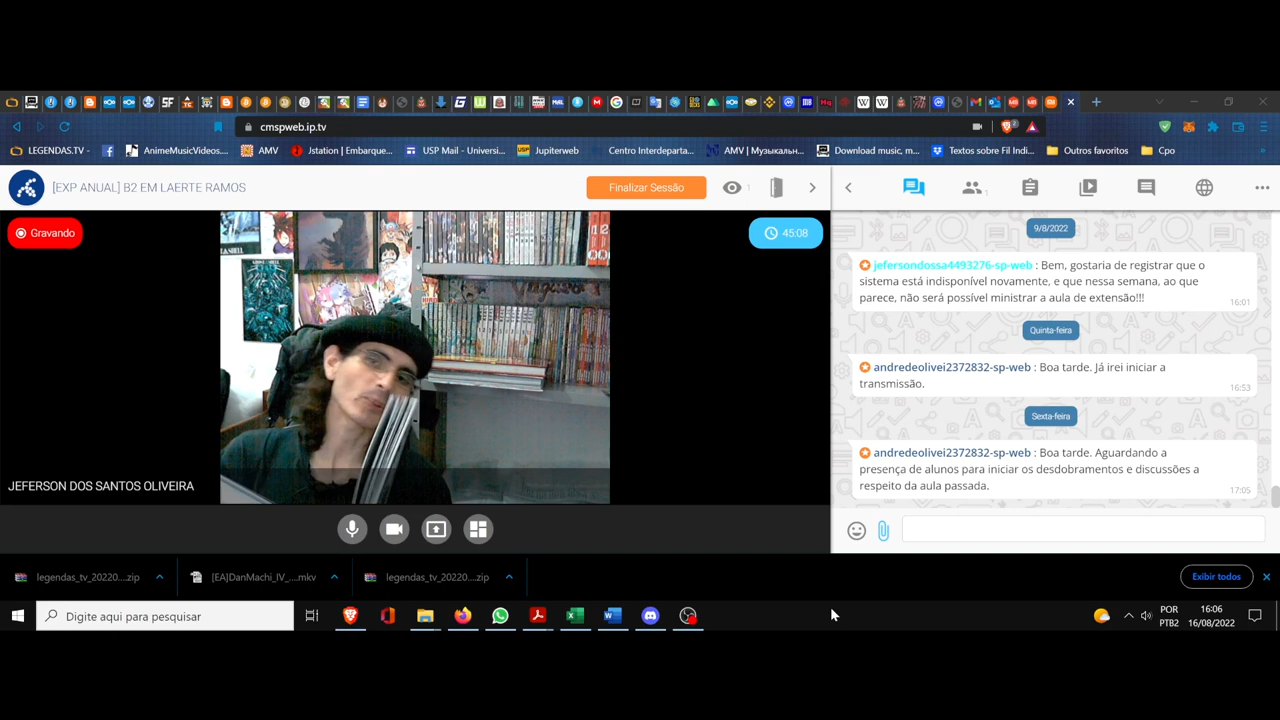 cmspweb.ip.tv
2
LEGENDAS.TV -
AnimeMusicVideos...
AMV
Jstation | Embarque...
USP Mail - Universi...
Jupiterweb
Centro Interdeparta...
AMV | Музыкальн...
Download music, m...
Textos sobre Fil Indi...
Outros favoritos
Cpo
[EXP ANUAL] B2 EM LAERTE RAMOS
Finalizar Sessão
1
1
Gravando
45:08
JEFERSON DOS SANTOS OLIVEIRA
9/8/2022
jefersondossa4493276-sp-web : Bem, gostaria de registrar que o
sistema está indisponível novamente, e que nessa semana, ao que
parece, não será possível ministrar a aula de extensão!!!
16:01
Quinta-feira
andredeolivei2372832-sp-web : Boa tarde. Já irei iniciar a
transmissão.
16:53
Sexta-feira
andredeolivei2372832-sp-web : Boa tarde. Aguardando a
presença de alunos para iniciar os desdobramentos e discussões a
respeito da aula passada.
17:05
legendas_tv_20220....zip
[EA]DanMachi_IV_....mkv
legendas_tv_20220....zip
Exibir todos
Digite aqui para pesquisar
POR
PTB2
16:06
16/08/2022